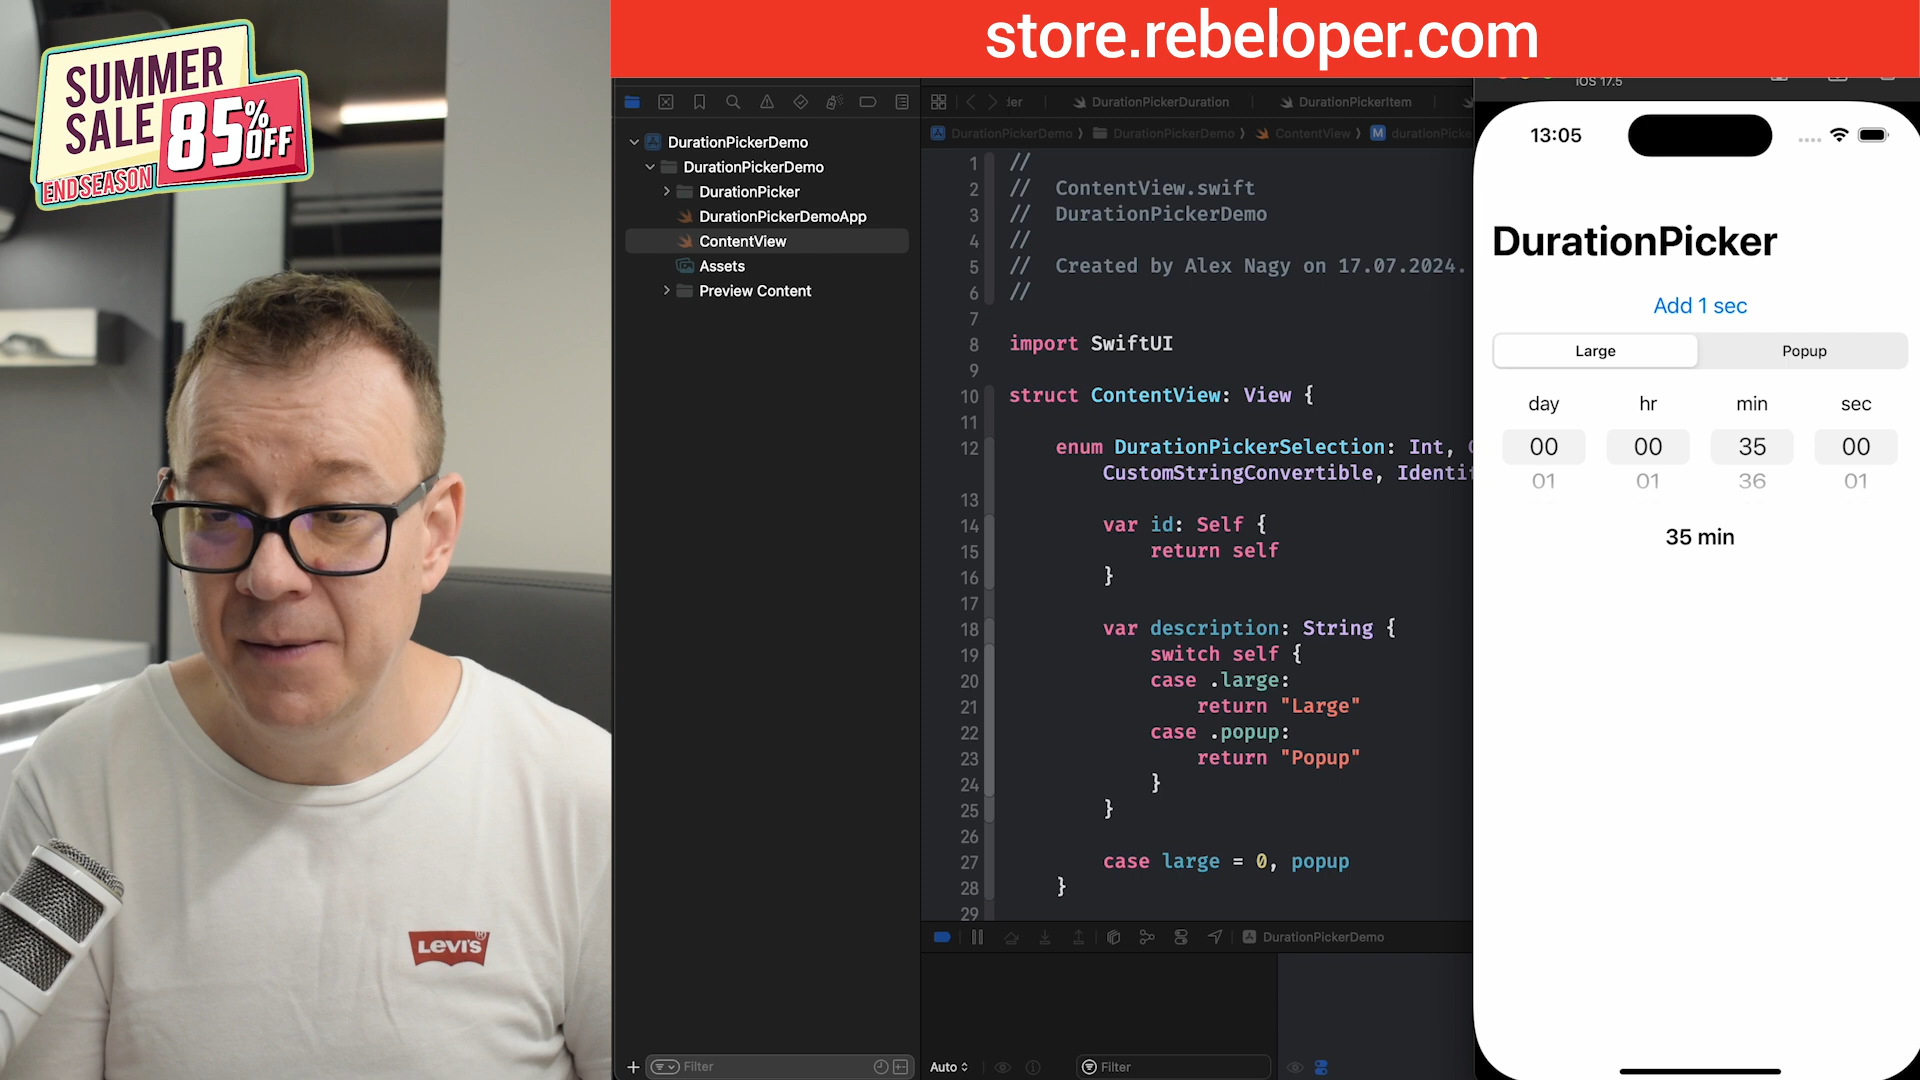 SUMMER
SALE
85% OFF
END SEASON
store.rebeloper.com
LEVI'S
DurationPickerDemo
DurationPickerDemo
DurationPicker
DurationPickerDemoApp
ContentView
Assets
Preview Content
Filter
DurationPickerDuration
DurationPickerItem
DurationPickerDemo
DurationPickerDemo
ContentView
M
1 //
2 // ContentView.swift
3 // DurationPickerDemo
4 //
5 // Created by Alex Nagy on 17.07.2024.
6 //
7
8 import SwiftUI
9
10 struct ContentView: View {
11
12 enum DurationPickerSelection: Int,
CustomStringConvertible,
13
14 var id: Self {
15 return self
16 }
17
18 var description: String {
19 switch self {
20 case .large:
21 return "Large"
22 case .popup:
23 return "Popup"
24 }
25 }
26
27 case large = 0, popup
28 }
29
DurationPickerDemo
Auto
Filter
iOS 17.5
13:05
DurationPicker
Add 1 sec
Large Popup
day hr min sec
00 00 35 00
01 01 36 01
35 min